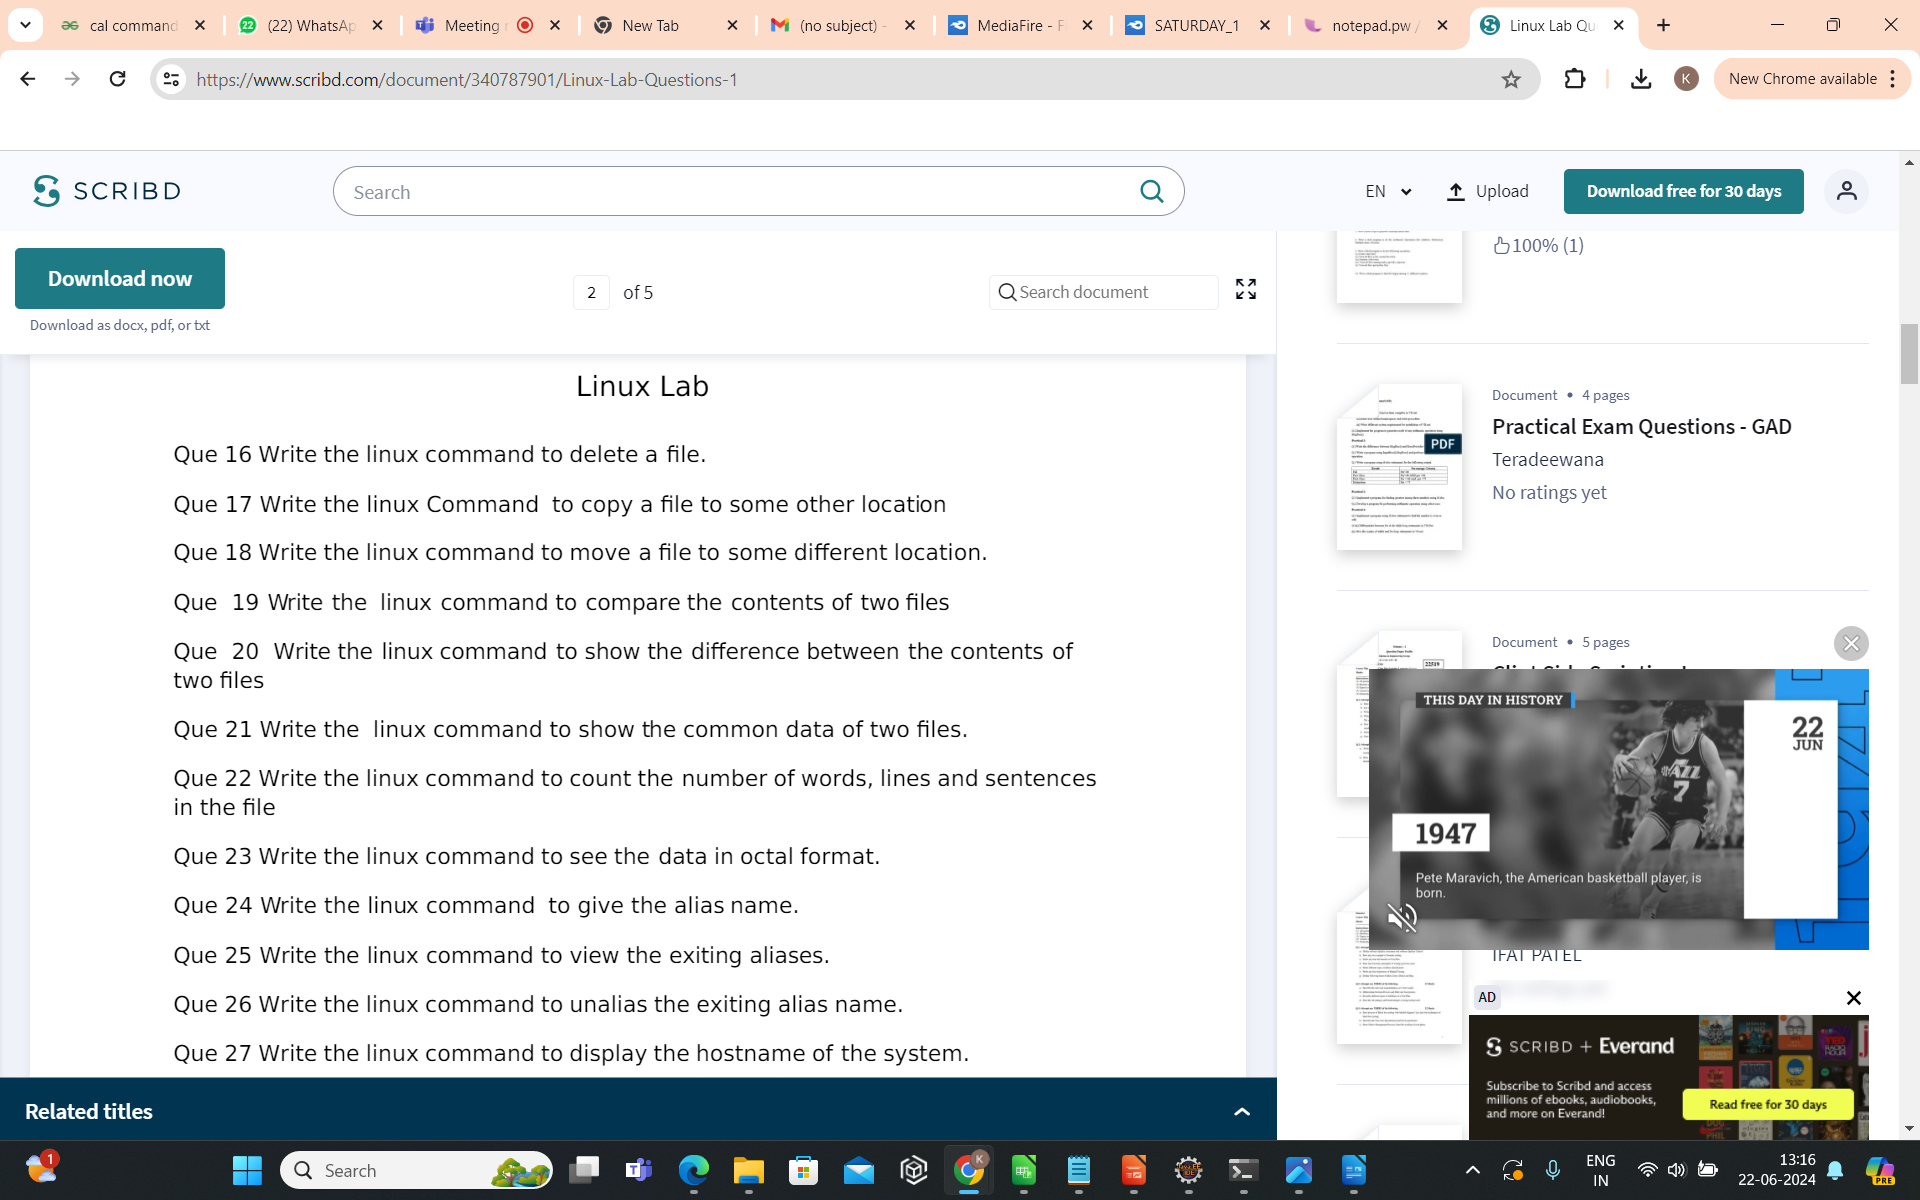 cal command
(22) WhatsAp
Meeting
New Tab
(no subject) -
MediaFire - F
SATURDAY_1
notepad.pw /
Linux Lab Qu
https://www.scribd.com/document/340787901/Linux-Lab-Questions-1
K
New Chrome available
SCRIBD
Search
EN
Upload
Download free for 30 days
Download now
Download as docx, pdf, or txt
2 of 5
Search document
Linux Lab
Que 16 Write the linux command to delete a file.
Que 17 Write the linux Command to copy a file to some other location
Que 18 Write the linux command to move a file to some different location.
Que 19 Write the linux command to compare the contents of two files
Que 20 Write the linux command to show the difference between the contents of
two files
Que 21 Write the linux command to show the common data of two files.
Que 22 Write the linux command to count the number of words, lines and sentences
in the file
Que 23 Write the linux command to see the data in octal format.
Que 24 Write the linux command to give the alias name.
Que 25 Write the linux command to view the exiting aliases.
Que 26 Write the linux command to unalias the exiting alias name.
Que 27 Write the linux command to display the hostname of the system.
Related titles
100% (1)
Document • 4 pages
Practical Exam Questions - GAD
Teradeewana
No ratings yet
PDF
Document • 5 pages
THIS DAY IN HISTORY
22
JUN
JAZZ
7
1947
Pete Maravich, the American basketball player, is
born.
IFAT PATEL
AD
SCRIBD + Everand
Subscribe to Scribd and access
millions of ebooks, audiobooks,
and more on Everand!
Read free for 30 days
1
Search
K
ENG
IN
13:16
22-06-2024
PRE